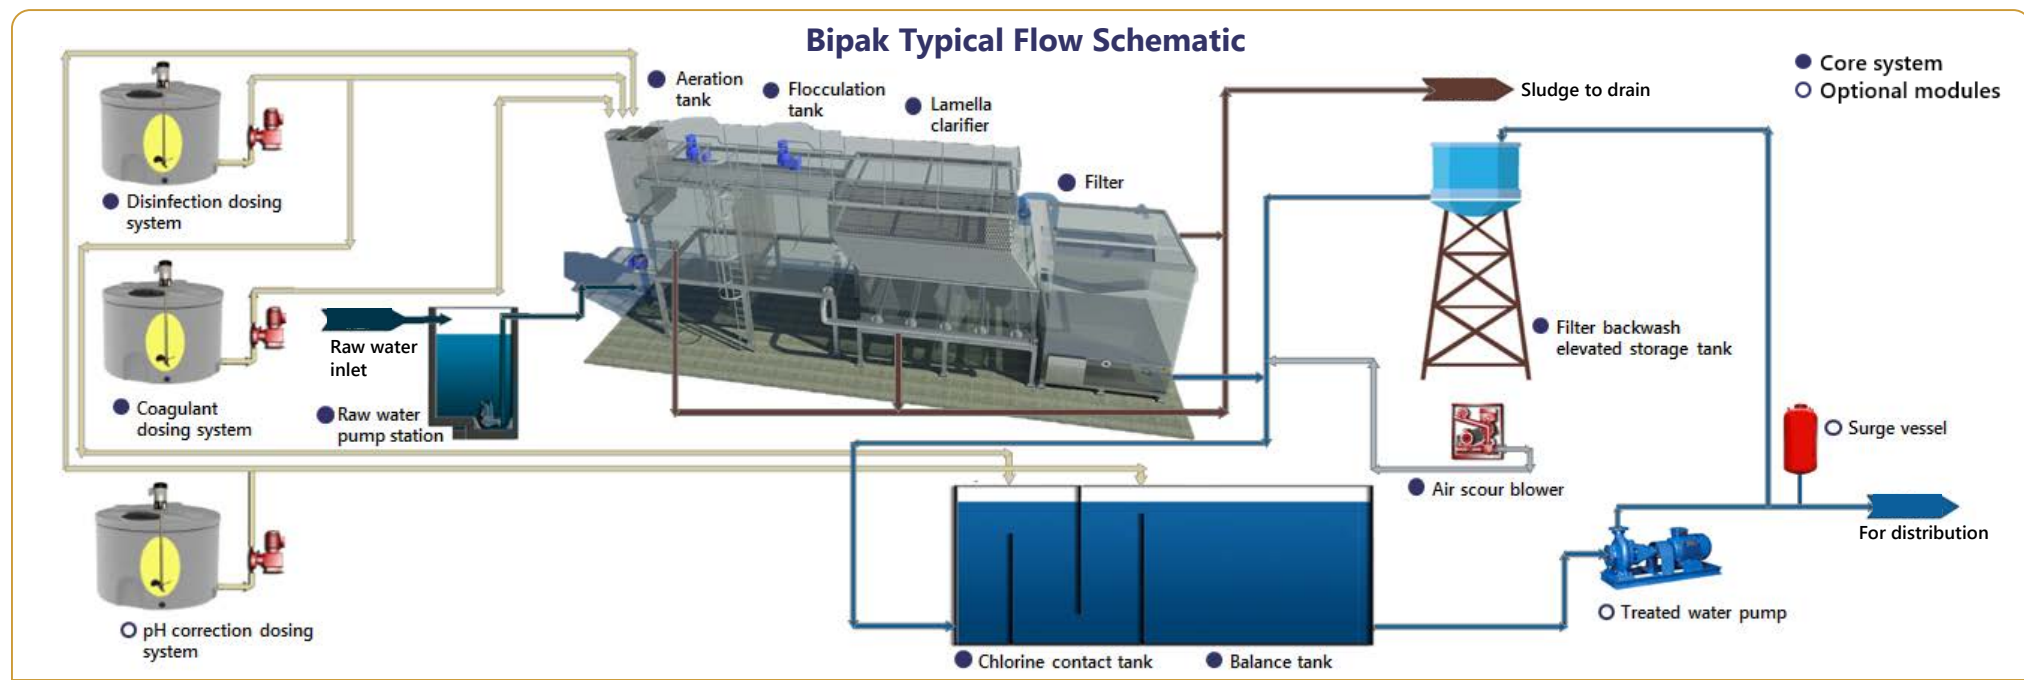 Bipak Typical Flow Schematic
Core system
Optional modules
Aeration
tank
Flocculation
tank
Lamella
clarifier
Sludge to drain
Filter
Disinfection dosing
system
Raw water
inlet
Filter backwash
elevated storage tank
Coagulant
dosing system
Raw water
pump station
Surge vessel
Air scour blower
For distribution
Treated water pump
pH correction dosing
system
Chlorine contact tank
Balance tank